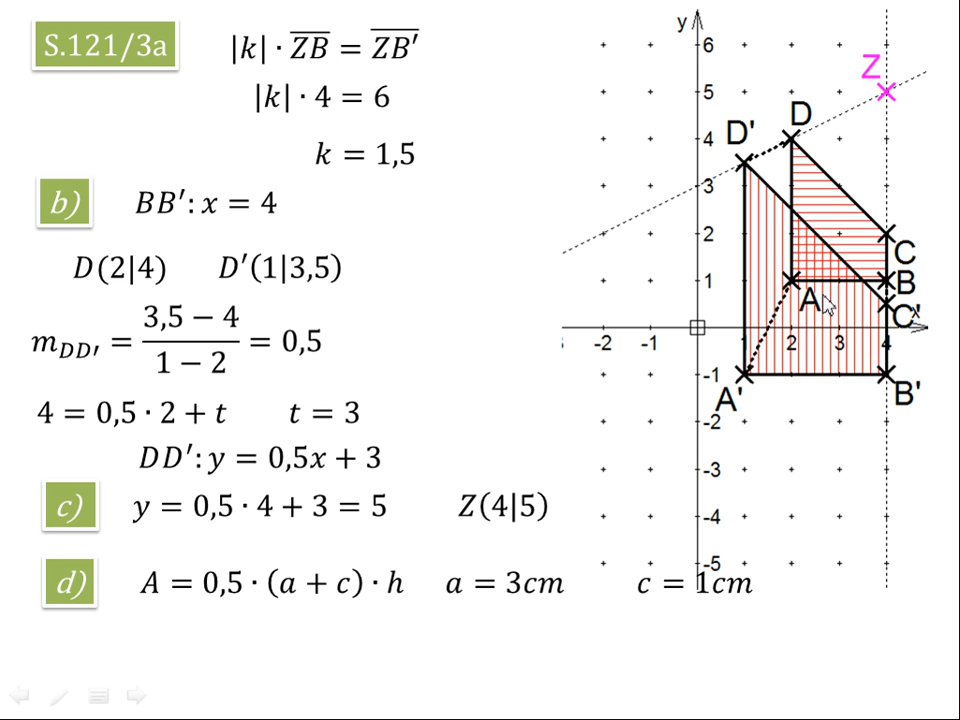 S.121/3a
|k| · Z̅B̅ = Z̅B̅'̅
|k| · 4 = 6
k = 1,5
b) BB': x = 4
D(2|4) D'(1|3,5)
m_DD' = (3,5 − 4)/(1 − 2) = 0,5
4 = 0,5 · 2 + t t = 3
DD': y = 0,5x + 3
c) y = 0,5 · 4 + 3 = 5 Z(4|5)
d) A = 0,5 · (a + c) · h a = 3cm c = 1cm
y
6
Z
5
D
4
D'
3
2
C
1
B
A
C'
x
-2 -1 2 3 4
-1
A'
B'
-2
-3
-4
-5